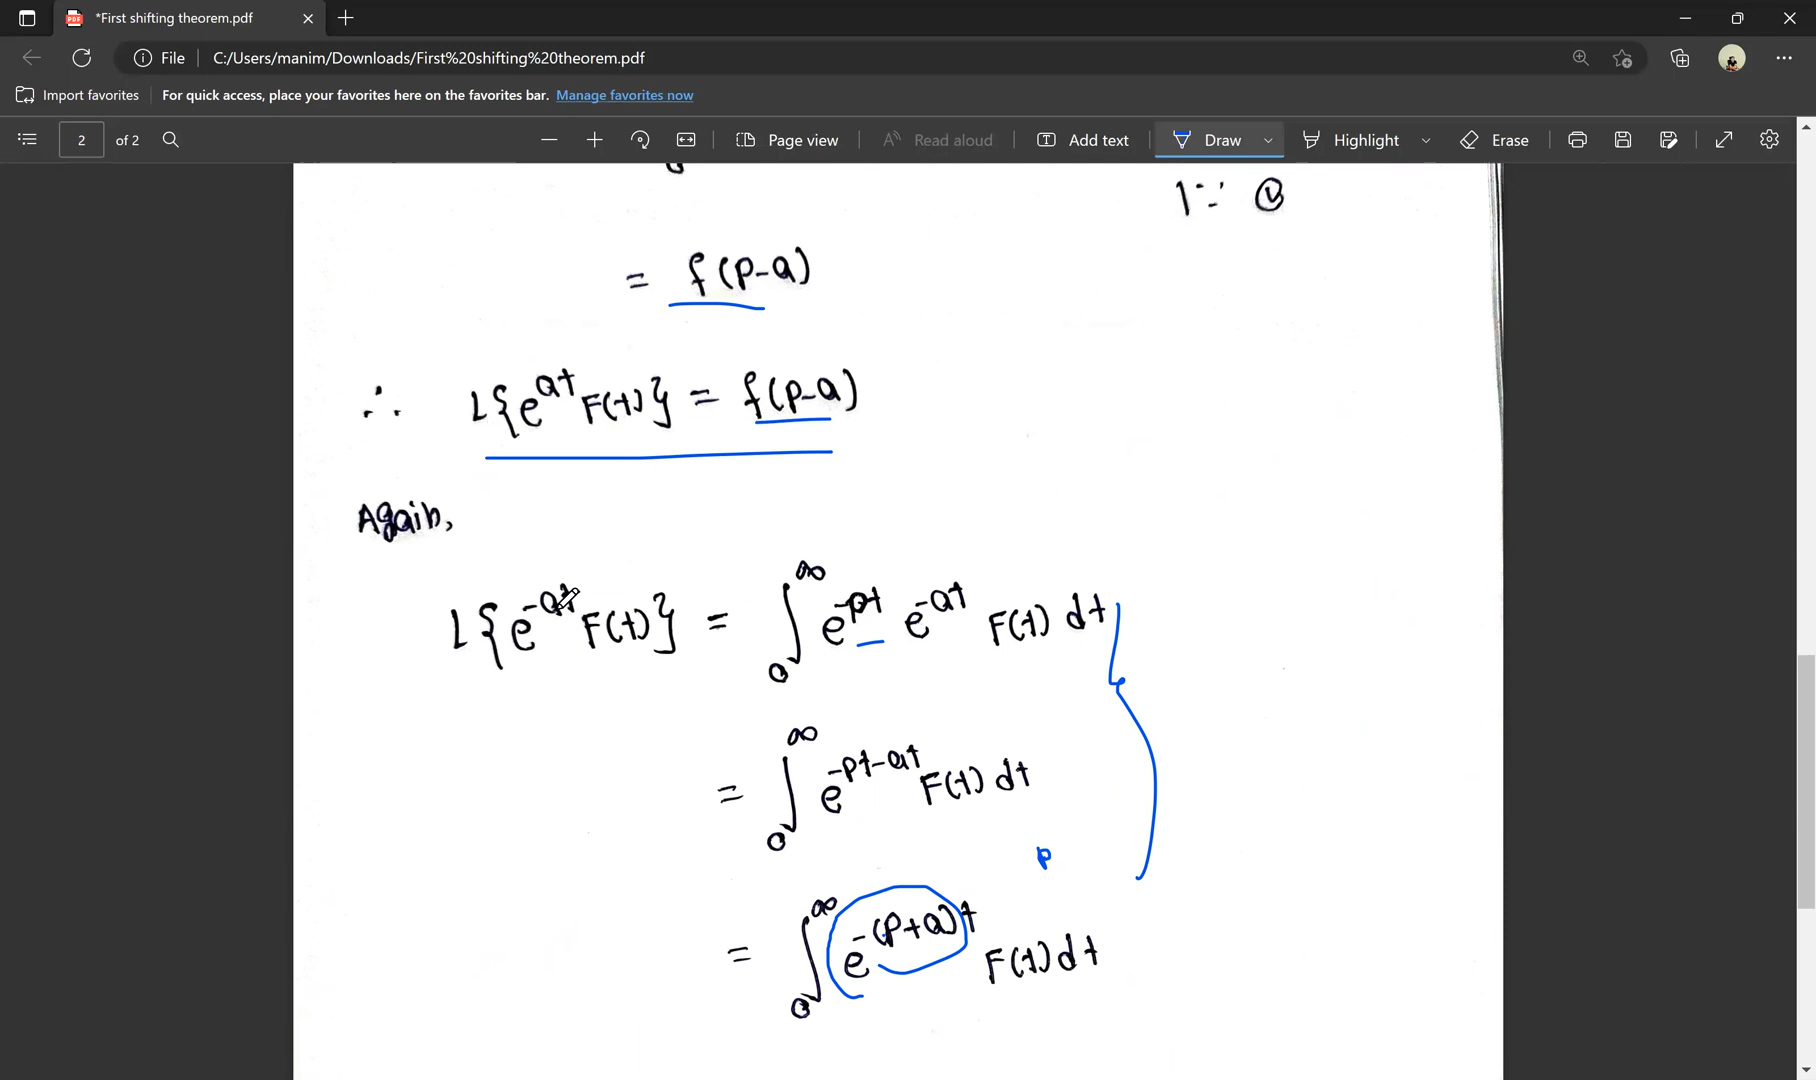 *First shifting theorem.pdf
File C:/Users/manim/Downloads/First%20shifting%20theorem.pdf
Import favorites For quick access, place your favorites here on the favorites bar. Manage favorites now
2 of 2 Page view Read aloud Add text Draw Highlight Erase
|∵ ⓥ
= f(p-a)
∴ L{e^{at} F(t)} = f(p-a)
Again,
L{e^{-at} F(t)} = ∫_0^∞ e^{-pt} e^{-at} F(t) dt
= ∫_0^∞ e^{-pt-at} F(t) dt
p
= ∫_0^∞ e^{-(p+a)t} F(t) dt